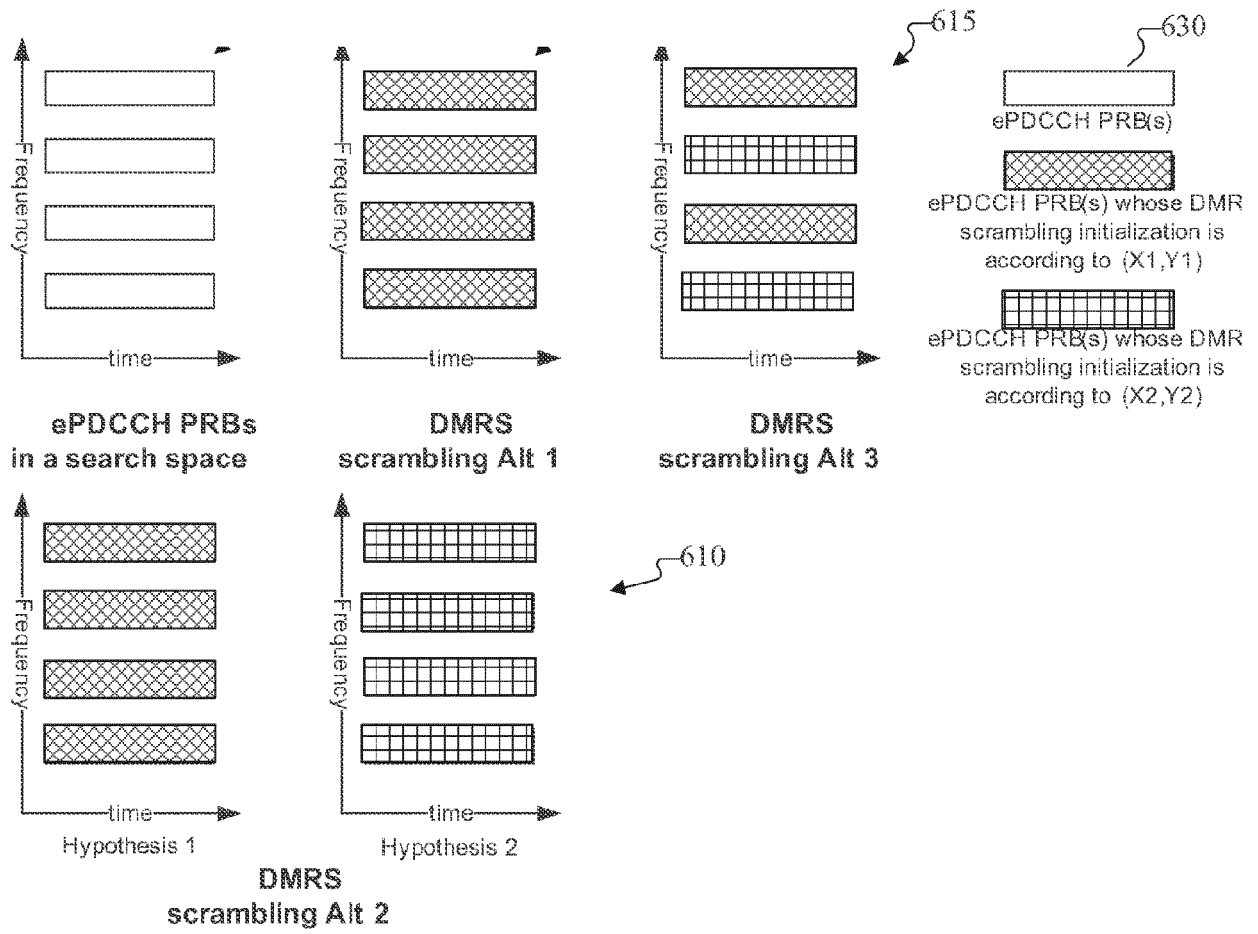 615
630
Frequency
Frequency
Frequency
ePDCCH PRB(s)
ePDCCH PRB(s) whose DMR
scrambling initialization is
according to (X1,Y1)
ePDCCH PRB(s) whose DMR
scrambling initialization is
according to (X2,Y2)
time
time
time
ePDCCH PRBs
in a search space
DMRS
scrambling Alt 1
DMRS
scrambling Alt 3
610
Frequency
Frequency
time
time
Hypothesis 1
Hypothesis 2
DMRS
scrambling Alt 2